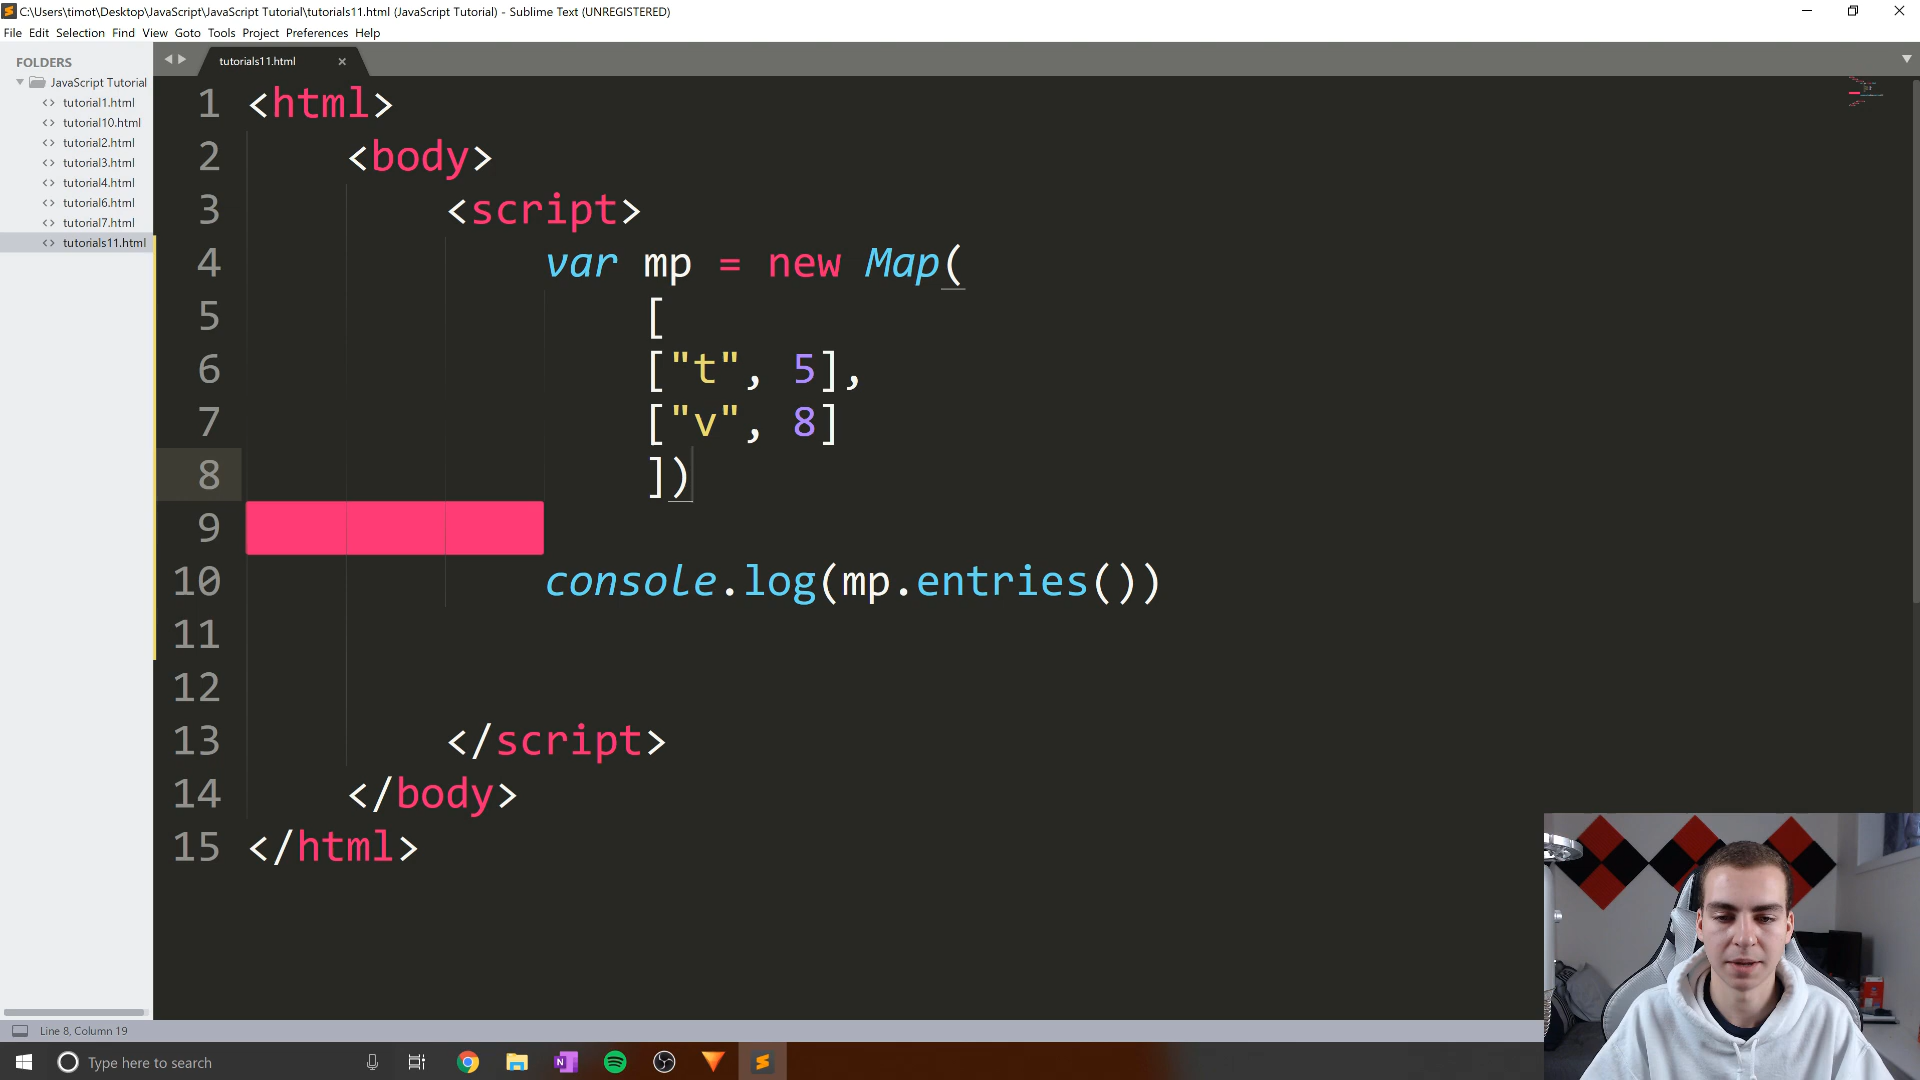 C:\Users\timot\Desktop\JavaScript\JavaScript Tutorial\tutorials11.html (JavaScript Tutorial) - Sublime Text (UNREGISTERED)
File Edit Selection Find View Goto Tools Project Preferences Help
FOLDERS
JavaScript Tutorial
tutorial1.html
tutorial10.html
tutorial2.html
tutorial3.html
tutorial4.html
tutorial6.html
tutorial7.html
tutorials11.html
tutorials11.html
1 <html>
2 <body>
3 <script>
4 var mp = new Map(
5 [
6 ["t", 5],
7 ["v", 8]
8 ])
9
10 console.log(mp.entries())
11
12
13 </script>
14 </body>
15 </html>
Line 8, Column 19
Type here to search